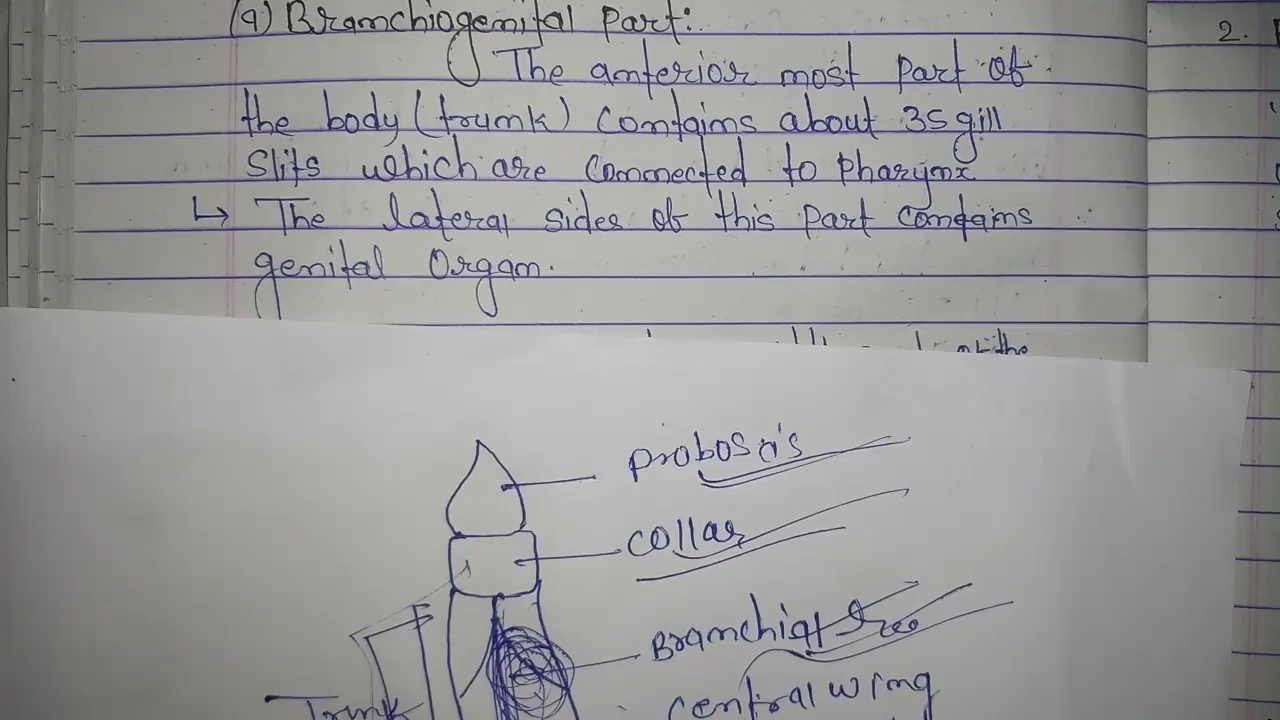 (a) Branchiogenital Part:
The anterior most Part of
the body (trunk) contains about 35 gill
Slits which are connected to Pharynx
↳ The lateral sides of this Part contains
genital Organ.
the
Proboscis
collar
Branchial
central wing
Trunk
2.